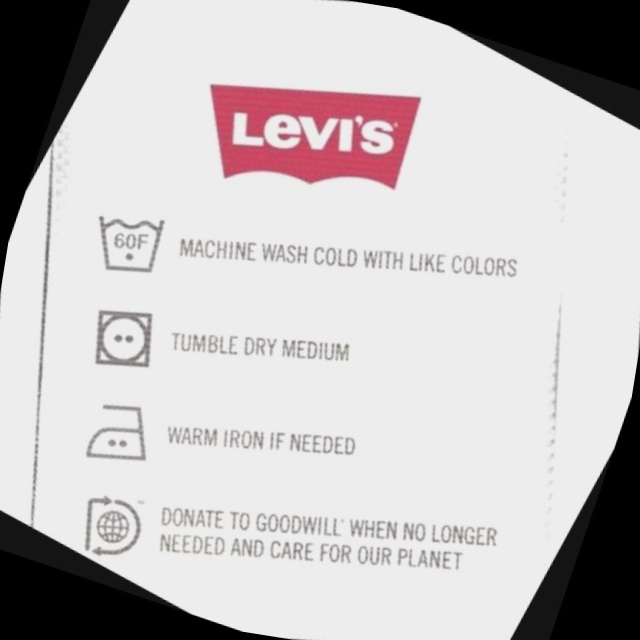 Levi's
60F
MACHINE WASH COLD WITH LIKE COLORS
TUMBLE DRY MEDIUM
WARM IRON IF NEEDED
DONATE TO GOODWILL® WHEN NO LONGER
NEEDED AND CARE FOR OUR PLANET